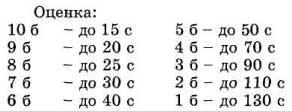 Оценка:
10 б – до 15 с
9 б – до 20 с
8 б – до 25 с
7 б – до 30 с
6 б – до 40 с
5 б – до 50 с
4 б – до 70 с
3 б – до 90 с
2 б – до 110 с
1 б – до 130 с